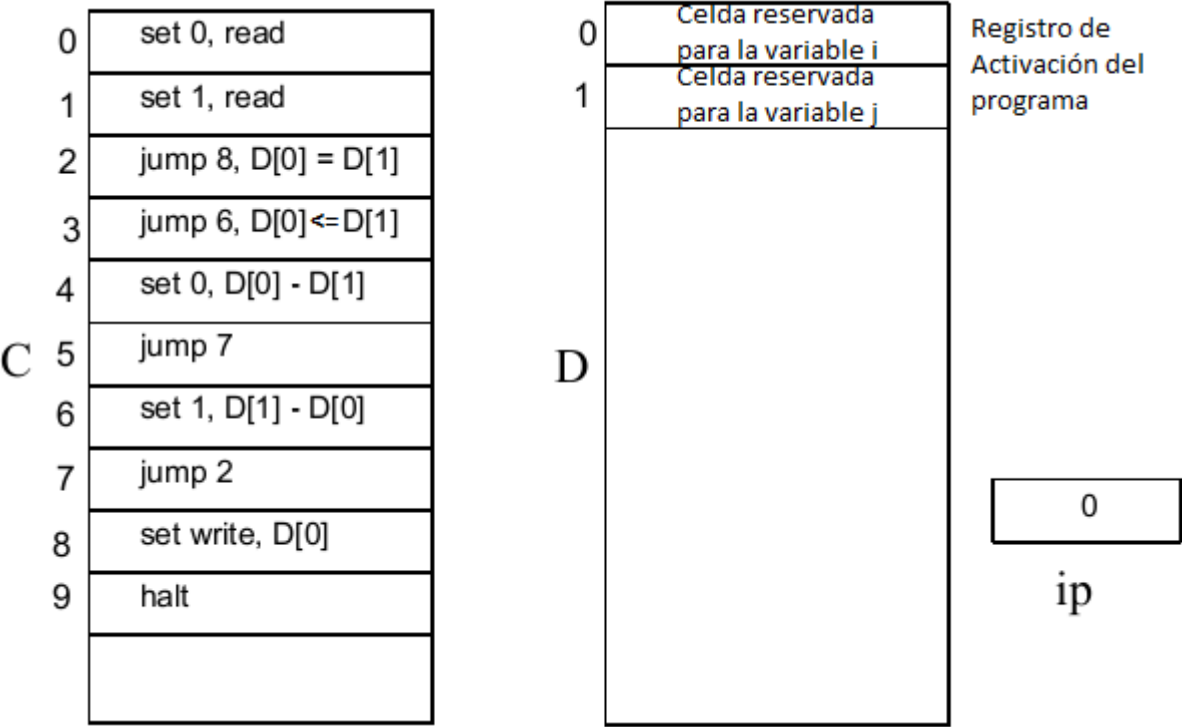 0 set 0, read
1 set 1, read
2 jump 8, D[0] = D[1]
3 jump 6, D[0]<=D[1]
4 set 0, D[0] - D[1]
5 jump 7
6 set 1, D[1] - D[0]
7 jump 2
8 set write, D[0]
9 halt
C
0 Celda reservada
para la variable i
1 Celda reservada
para la variable j
D
Registro de
Activación del
programa
0
ip